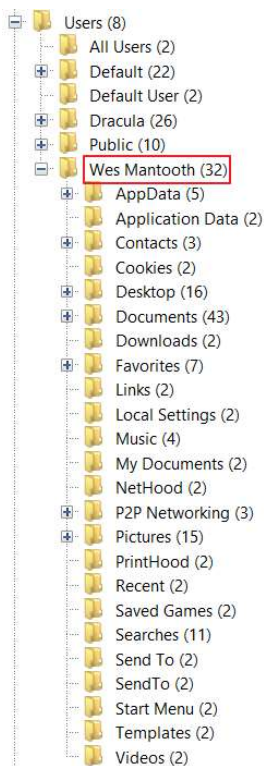 Users (8)
All Users (2)
Default (22)
Default User (2)
Dracula (26)
Public (10)
Wes Mantooth (32)
AppData (5)
Application Data (2)
Contacts (3)
Cookies (2)
Desktop (16)
Documents (43)
Downloads (2)
Favorites (7)
Links (2)
Local Settings (2)
Music (4)
My Documents (2)
NetHood (2)
P2P Networking (3)
Pictures (15)
PrintHood (2)
Recent (2)
Saved Games (2)
Searches (11)
Send To (2)
SendTo (2)
Start Menu (2)
Templates (2)
Videos (2)